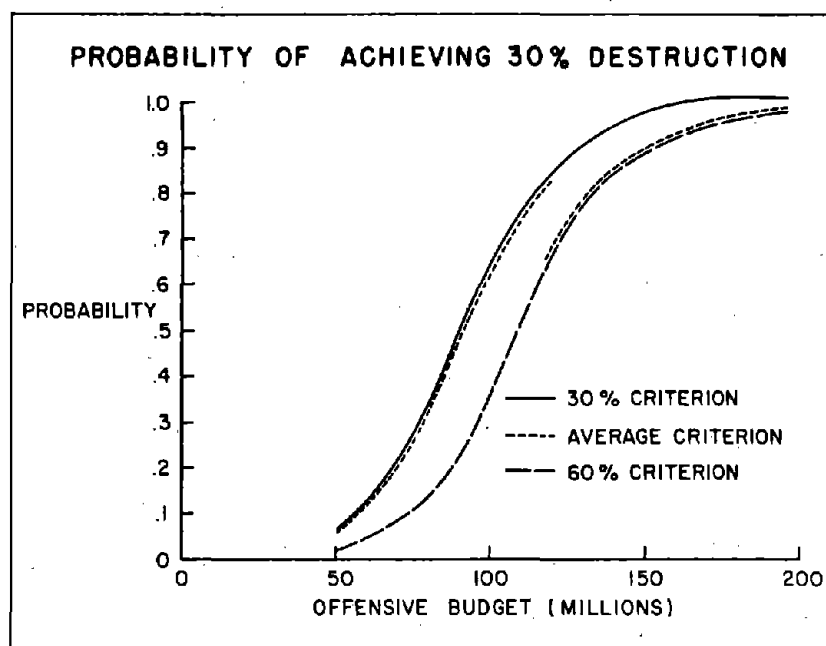 PROBABILITY OF ACHIEVING 30% DESTRUCTION
1.0
.9
.8
.7
.6
PROBABILITY
.5
.4
.3
.2
.1
0
30% CRITERION
AVERAGE CRITERION
60% CRITERION
0 50 100 150 200
OFFENSIVE BUDGET (MILLIONS)